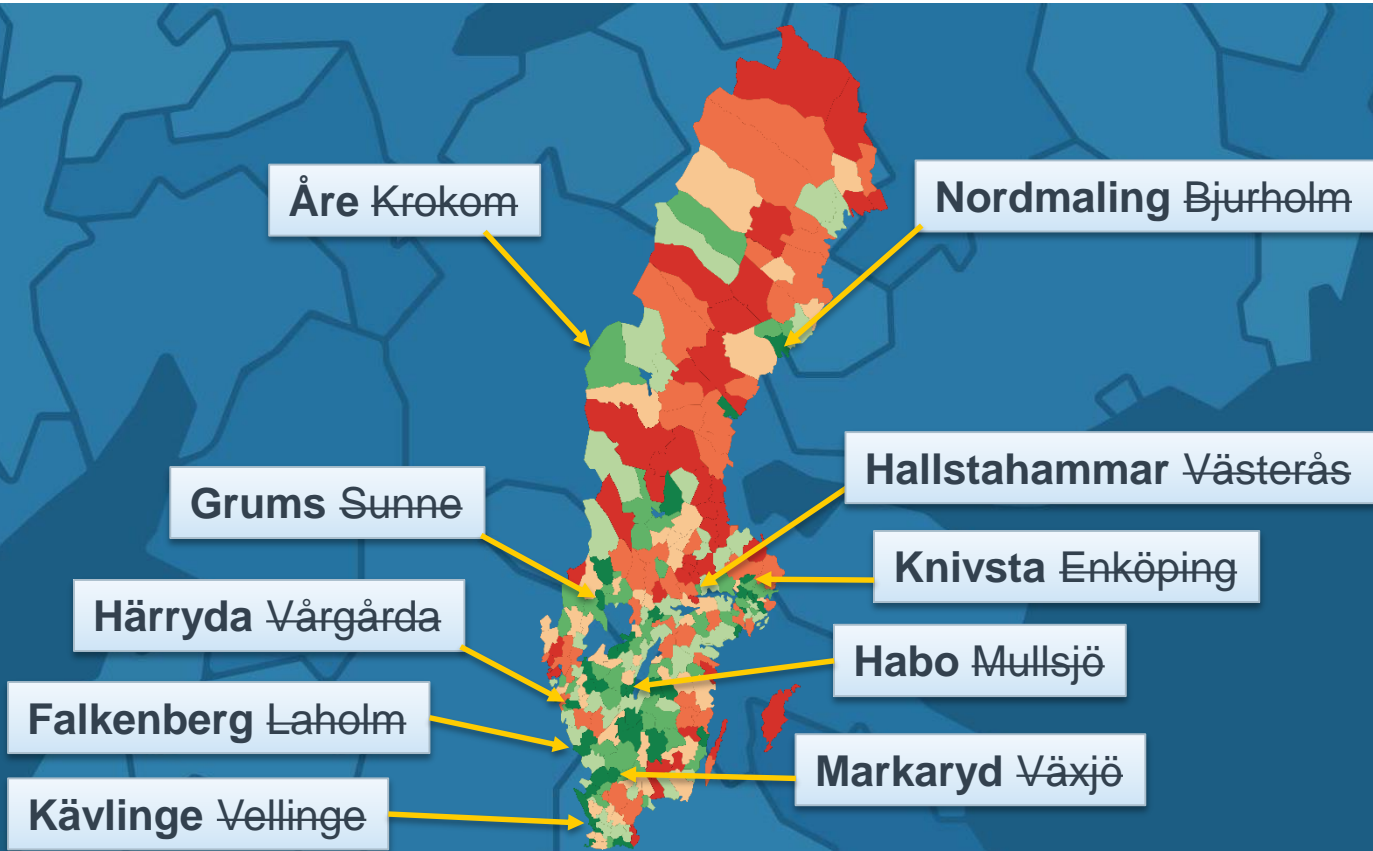 Åre Krokom
Nordmaling Bjurholm
Hallstahammar Västerås
Grums Sunne
Knivsta Enköping
Härryda Vårgårda
Habo Mullsjö
Falkenberg Laholm
Markaryd Växjö
Kävlinge Vellinge